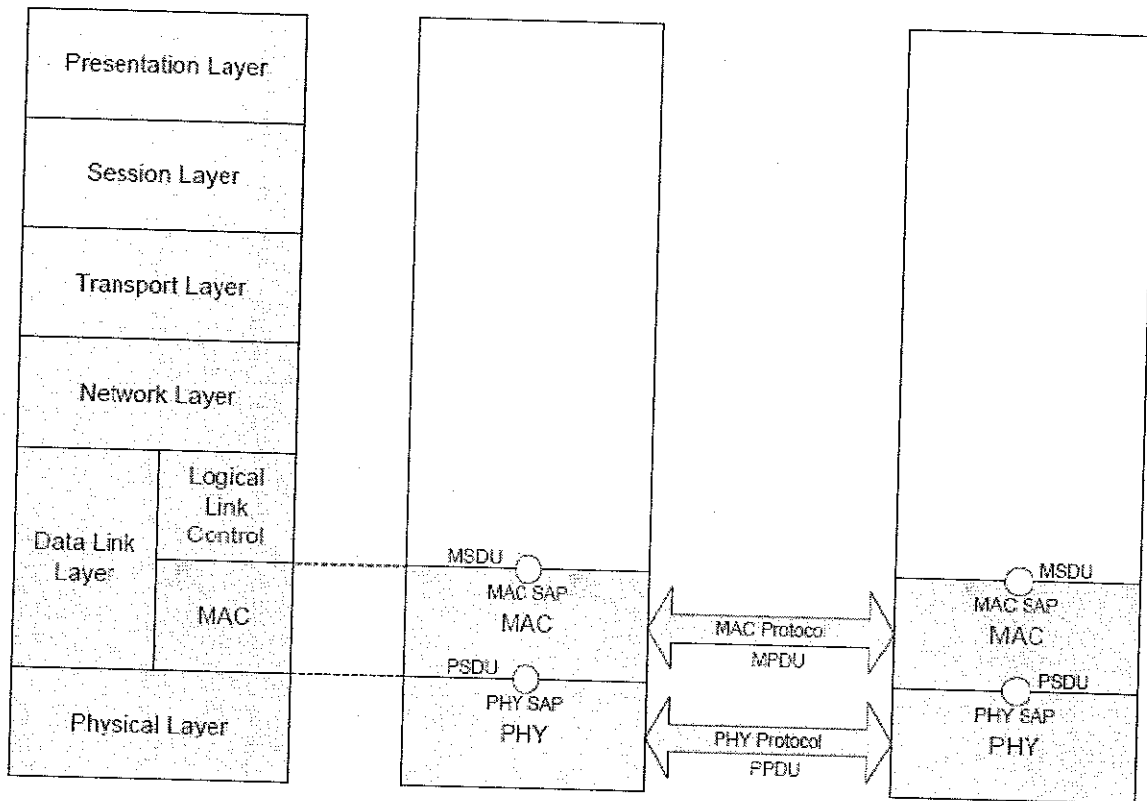 Presentation Layer
Session Layer
Transport Layer
Network Layer
Data Link
Layer
Logical
Link
Control
MAC
Physical Layer
MSDU
MAC SAP
MAC
PSDU
PHY SAP
PHY
MAC Protocol
MPDU
PHY Protocol
PPDU
MSDU
MAC SAP
MAC
PSDU
PHY SAP
PHY